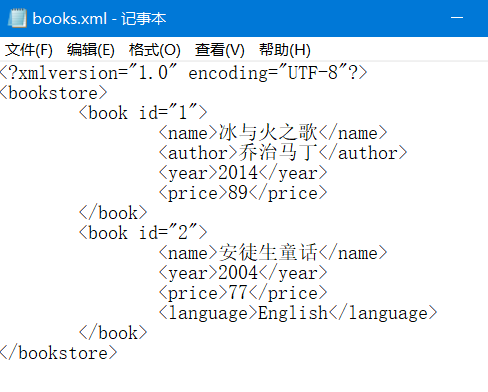 books.xml - 记事本
文件(F) 编辑(E) 格式(O) 查看(V) 帮助(H)
<?xmlversion="1.0" encoding="UTF-8"?>
<bookstore>
<book id="1">
<name>冰与火之歌</name>
<author>乔治马丁</author>
<year>2014</year>
<price>89</price>
</book>
<book id="2">
<name>安徒生童话</name>
<year>2004</year>
<price>77</price>
<language>English</language>
</book>
</bookstore>